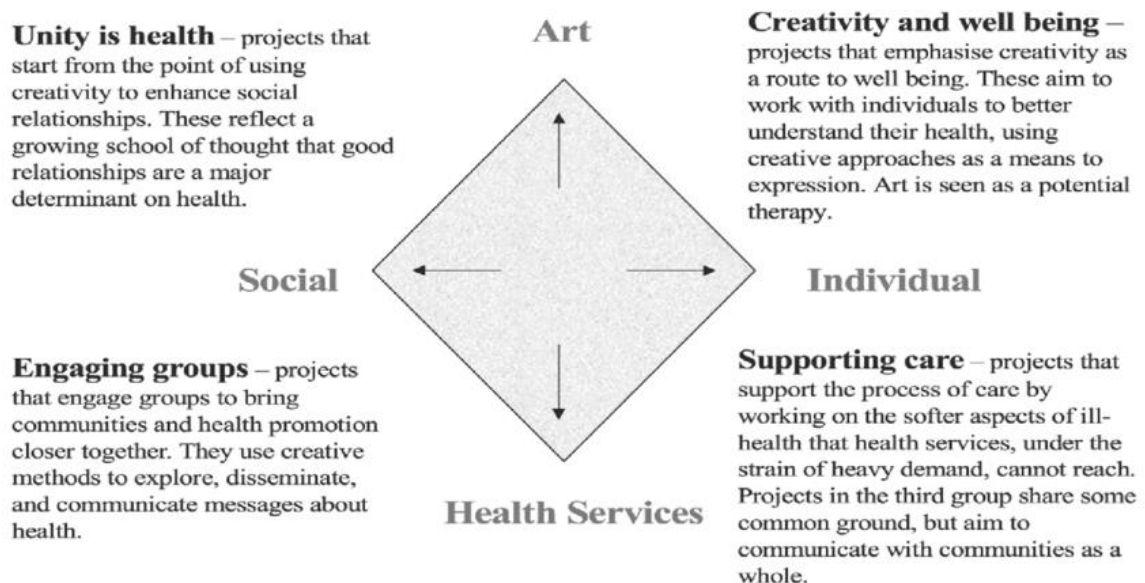 Unity is health – projects that
start from the point of using
creativity to enhance social
relationships. These reflect a
growing school of thought that good
relationships are a major
determinant on health.
Art
Creativity and well being –
projects that emphasise creativity as
a route to well being. These aim to
work with individuals to better
understand their health, using
creative approaches as a means to
expression. Art is seen as a potential
therapy.
Social
Individual
Engaging groups – projects
that engage groups to bring
communities and health promotion
closer together. They use creative
methods to explore, disseminate,
and communicate messages about
health.
Health Services
Supporting care – projects that
support the process of care by
working on the softer aspects of ill-
health that health services, under the
strain of heavy demand, cannot reach.
Projects in the third group share some
common ground, but aim to
communicate with communities as a
whole.